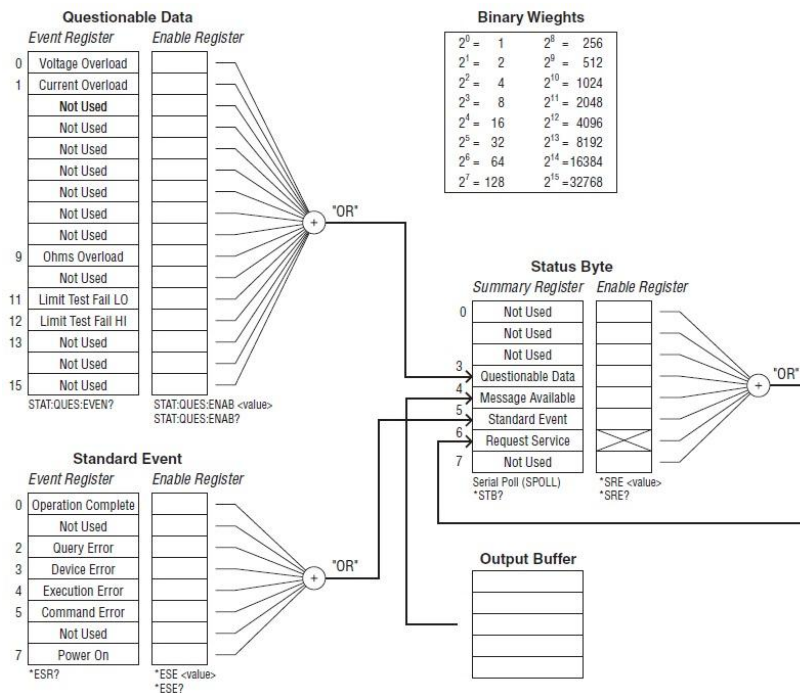 Questionable Data
Event Register Enable Register
0 Voltage Overload
1 Current Overload
Not Used
Not Used
Not Used
Not Used
Not Used
Not Used
Not Used
9 Ohms Overload
Not Used
11 Limit Test Fail LO
12 Limit Test Fail HI
13 Not Used
Not Used
15 Not Used
STAT:QUES:EVEN? STAT:QUES:ENAB <value>
STAT:QUES:ENAB?
+
"OR"
Binary Wieghts
2⁰ = 1 2⁸ = 256
2¹ = 2 2⁹ = 512
2² = 4 2¹⁰ = 1024
2³ = 8 2¹¹ = 2048
2⁴ = 16 2¹² = 4096
2⁵ = 32 2¹³ = 8192
2⁶ = 64 2¹⁴ = 16384
2⁷ = 128 2¹⁵ = 32768
Status Byte
Summary Register Enable Register
0 Not Used
Not Used
Not Used
3 Questionable Data
4 Message Available
5 Standard Event
6 Request Service
7 Not Used
Serial Poll (SPOLL) *SRE <value>
*STB? *SRE?
+
"OR"
Standard Event
Event Register Enable Register
0 Operation Complete
Not Used
2 Query Error
3 Device Error
4 Execution Error
5 Command Error
Not Used
7 Power On
*ESR? *ESE <value>
*ESE?
+
"OR"
Output Buffer